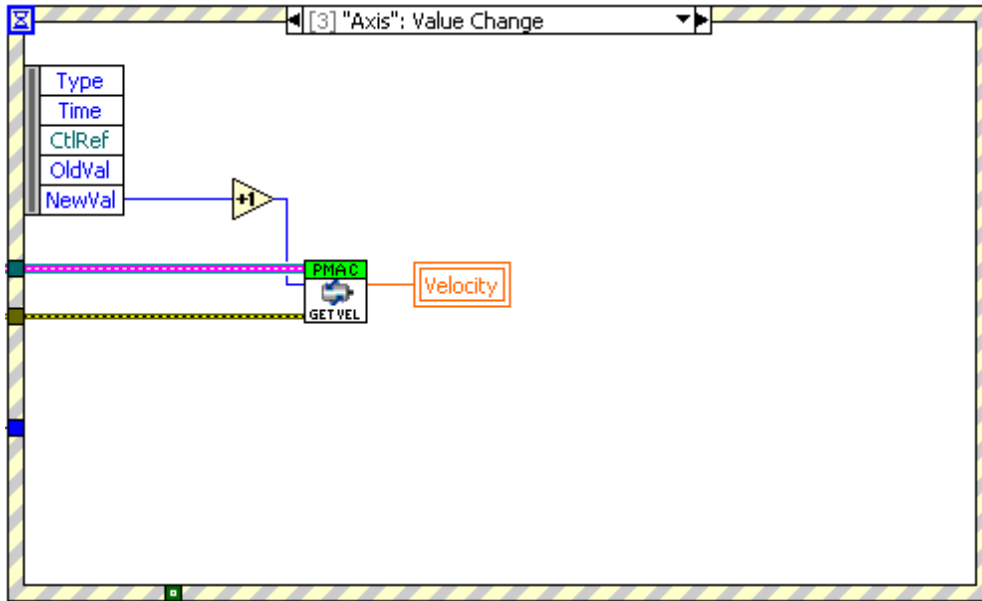 [3] "Axis": Value Change
Type
Time
CtlRef
OldVal
NewVal
+1
PMAC
GET VEL
Velocity